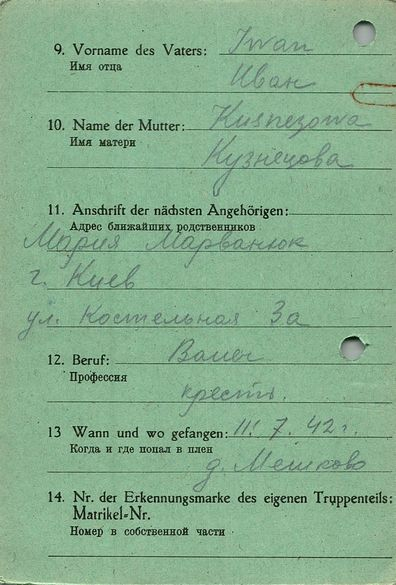 9. Vorname des Vaters: Iwan
Имя отца
Иван
10. Name der Mutter: Kusnezowa
Имя матери
Кузнецова
11. Anschrift der nächsten Angehörigen:
Адрес ближайших родственников
Мария Марванюк
г. Киев
ул. Костельная 3а
12. Beruf: Bauer
Профессия
кресть.
13 Wann und wo gefangen: 11. 7. 42 г.
Когда и где попал в плен
д. Мешково
14. Nr. der Erkennungsmarke des eigenen Truppenteils:
Matrikel=Nr.
Номер в собственной части